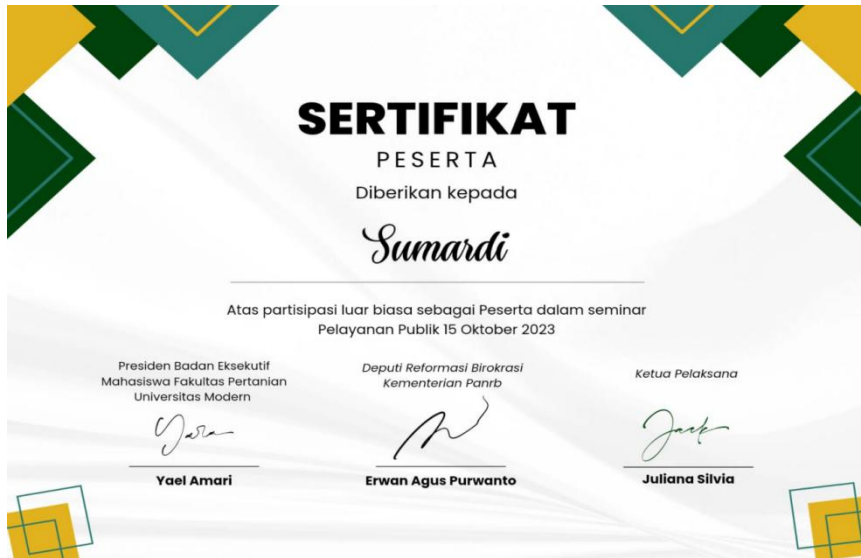 SERTIFIKAT
PESERTA
Diberikan kepada
Sumardi
Atas partisipasi luar biasa sebagai Peserta dalam seminar
Pelayanan Publik 15 Oktober 2023
Presiden Badan Eksekutif
Mahasiswa Fakultas Pertanian
Universitas Modern
Yara
Yael Amari
Deputi Reformasi Birokrasi
Kementerian Panrb
Erwan Agus Purwanto
Ketua Pelaksana
Jack
Juliana Silvia